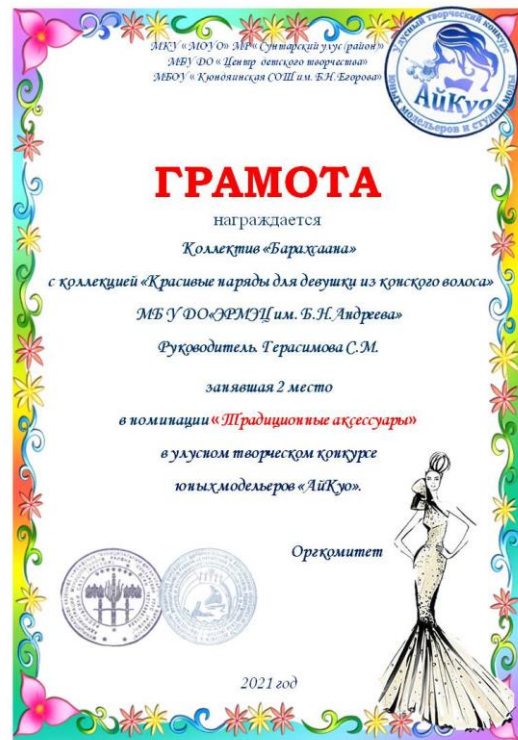 МКУ «МОУО» МР «Сунтарский улус (район)»
МБУ ДО «Центр детского творчества»
МБОУ «Кюндяинская СОШ им. Б.Н.Егорова»
Улусный творческий конкурс
АйКуо
юных модельеров и студий моды
ГРАМОТА
награждается
Коллектив «Барахсаана»
с коллекцией «Красивые наряды для девушки из конского волоса»
МБ У ДО«ЭРМЭЦ им. Б.Н.Андреева»
Руководитель. Герасимова С.М.
занявшая 2 место
в номинации «Традиционные аксессуары»
в улусном творческом конкурсе
юных модельеров «АйКуо».
Оргкомитет
2021 год